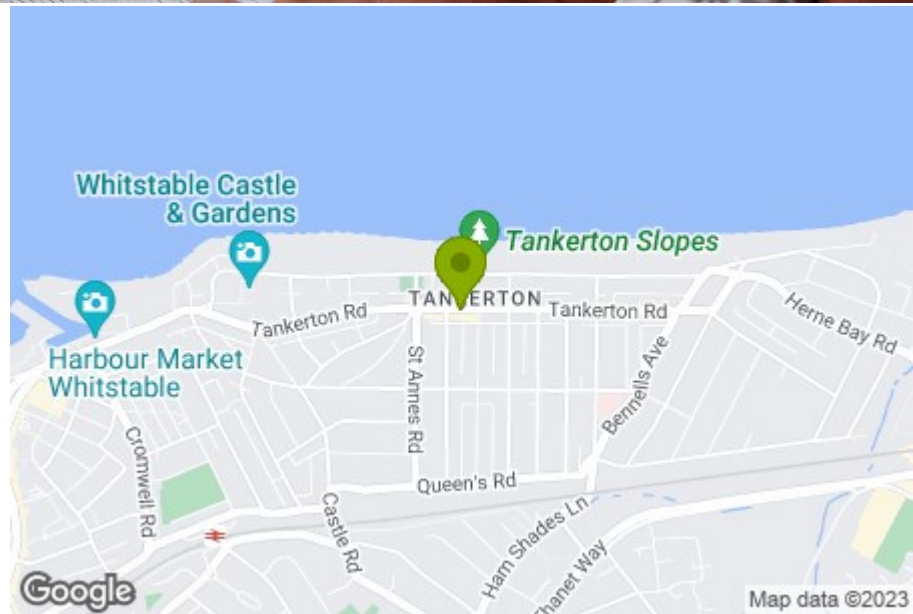 Whitstable Castle
& Gardens
Tankerton Slopes
TANKERTON
Tankerton Rd
Tankerton Rd
Herne Bay Rd
Harbour Market
Whitstable
St Annes Rd
Bennells Ave
Cromwell Rd
Queen's Rd
Castle Rd
Ham Shades Ln
Thanet Way
Google
Map data ©2023